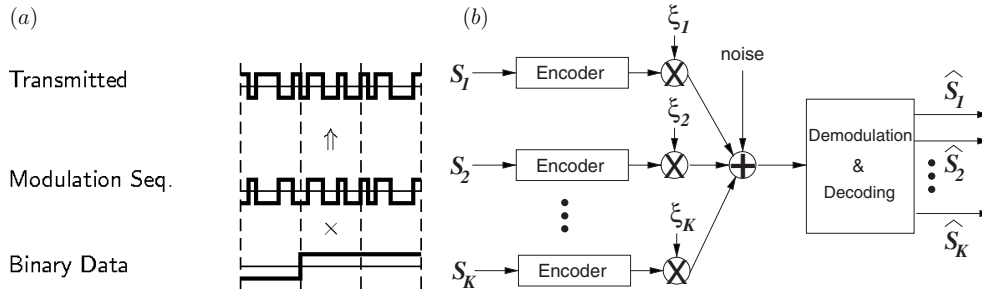 (a)
Transmitted
⇑
Modulation Seq.
×
Binary Data
(b)
ξ1
noise
S1 Encoder X
Ŝ1
ξ2
Demodulation
S2 Encoder X + & Ŝ2
Decoding
ξK
ŜK
SK Encoder X